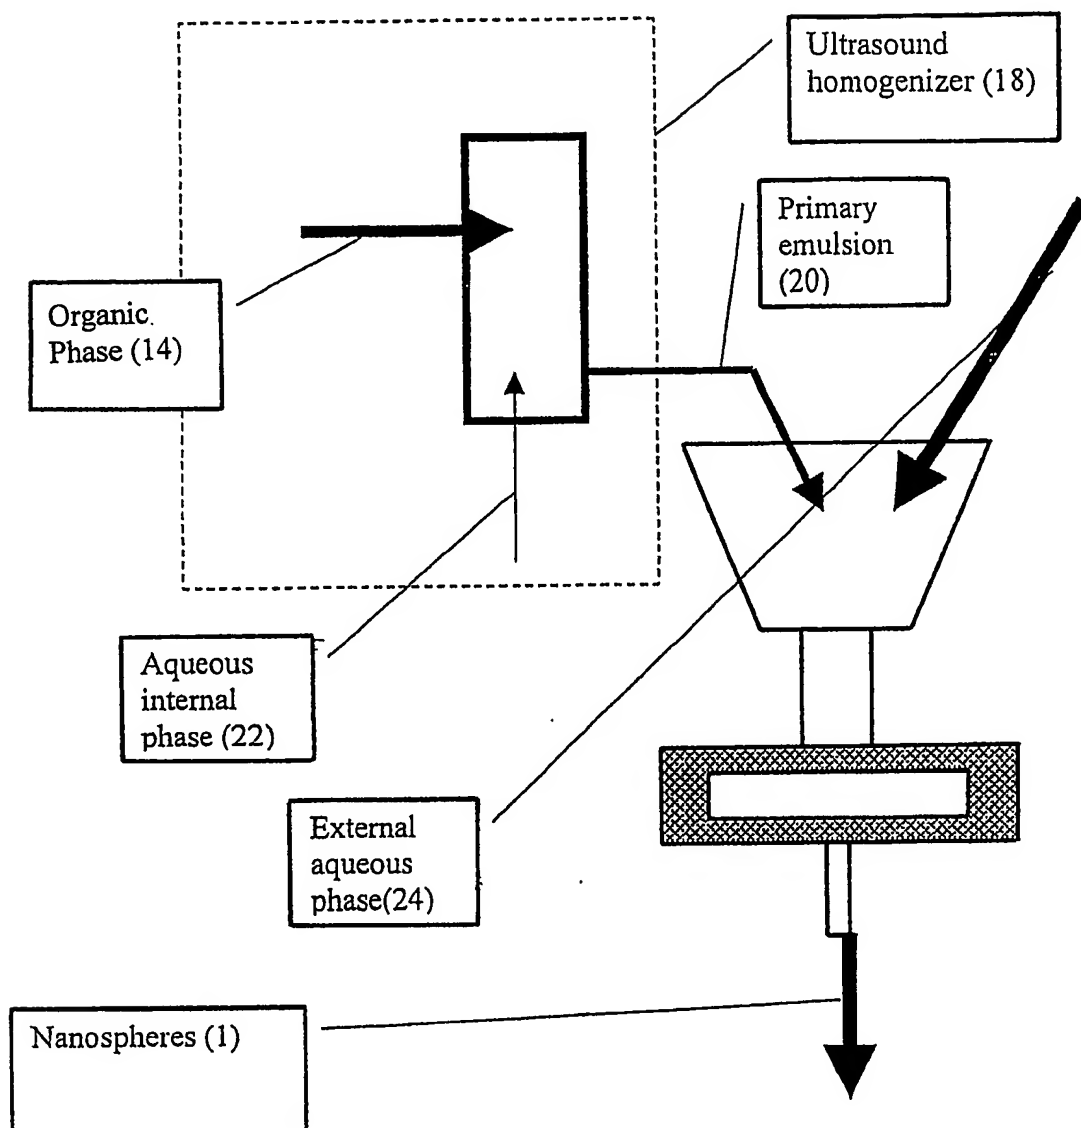 Ultrasound
homogenizer (18)
Primary
emulsion
(20)
Organic.
Phase (14)
Aqueous
internal
phase (22)
External
aqueous
phase(24)
Nanospheres (1)